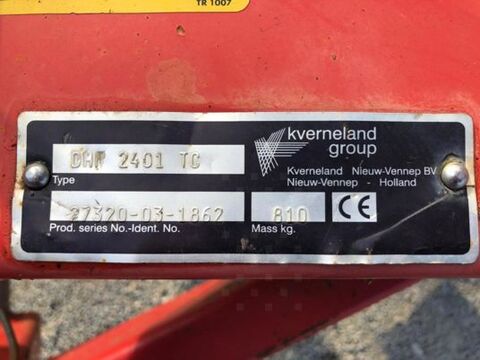 TR 1007
kverneland
group
DWP 2401 TC
Type
Kverneland Nieuw-Vennep BV
Nieuw-Vennep - Holland
27320-03-1862
810
CE
Prod. series No.-Ident. No.
Mass kg.